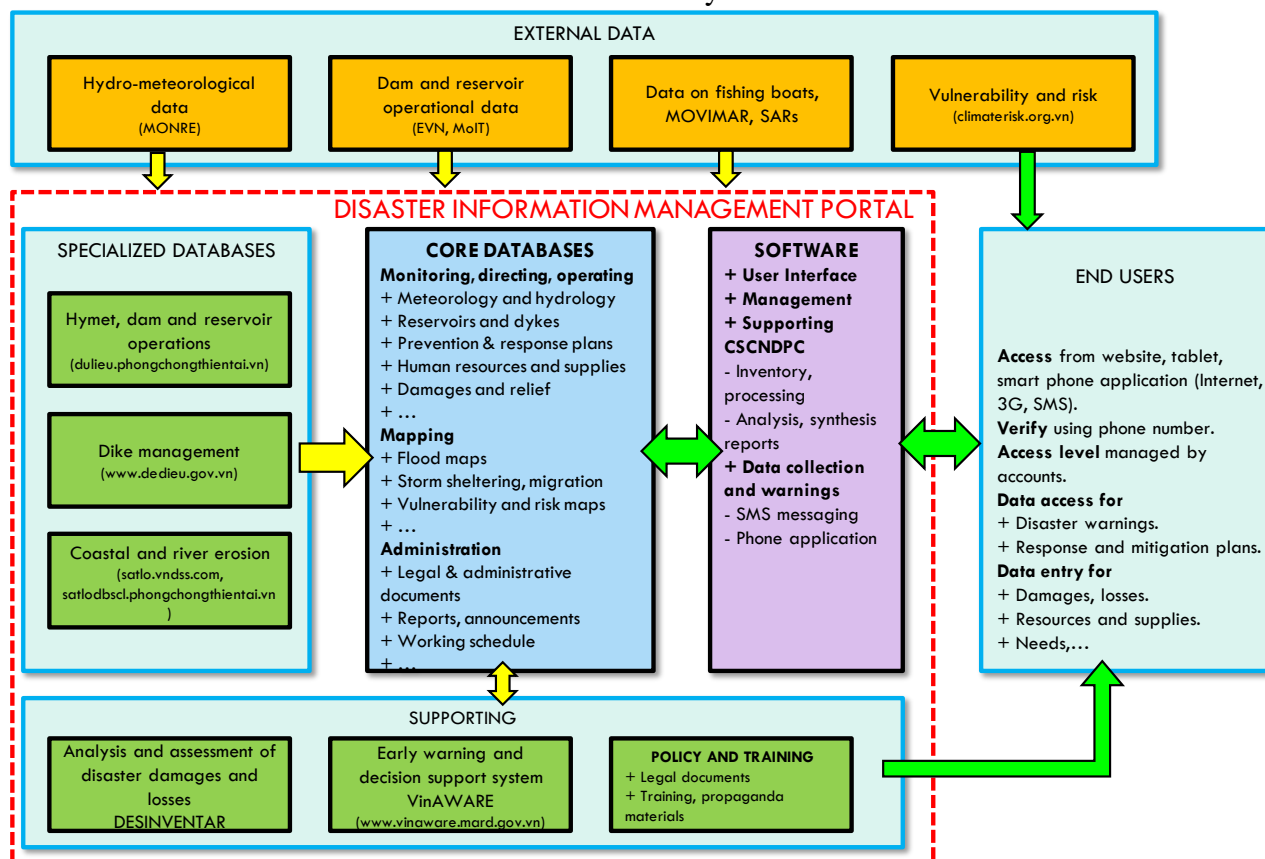 EXTERNAL DATA
Hydro-meteorological
data
(MONRE)
Dam and reservoir
operational data
(EVN, MoIT)
Data on fishing boats,
MOVIMAR, SARs
Vulnerability and risk
(climaterisk.org.vn)
DISASTER INFORMATION MANAGEMENT PORTAL
SPECIALIZED DATABASES
Hymet, dam and reservoir
operations
(dulieu.phongchongthientai.vn)
Dike management
(www.dedieu.gov.vn)
Coastal and river erosion
(satlo.vndss.com,
satlodbscl.phongchongthientai.vn
)
CORE DATABASES
Monitoring, directing, operating
+ Meteorology and hydrology
+ Reservoirs and dykes
+ Prevention & response plans
+ Human resources and supplies
+ Damages and relief
+ ...
Mapping
+ Flood maps
+ Storm sheltering, migration
+ Vulnerability and risk maps
+ ...
Administration
+ Legal & administrative
documents
+ Reports, announcements
+ Working schedule
+ ...
SOFTWARE
+ User Interface
+ Management
+ Supporting
CSCNDPC
- Inventory,
processing
- Analysis, synthesis
reports
+ Data collection
and warnings
- SMS messaging
- Phone application
END USERS
Access from website, tablet,
smart phone application (Internet,
3G, SMS).
Verify using phone number.
Access level managed by
accounts.
Data access for
+ Disaster warnings.
+ Response and mitigation plans.
Data entry for
+ Damages, losses.
+ Resources and supplies.
+ Needs,...
SUPPORTING
Analysis and assessment of
disaster damages and
losses
DESINVENTAR
Early warning and
decision support system
VinAWARE
(www.vinaware.mard.gov.vn)
POLICY AND TRAINING
+ Legal documents
+ Training, propaganda
materials